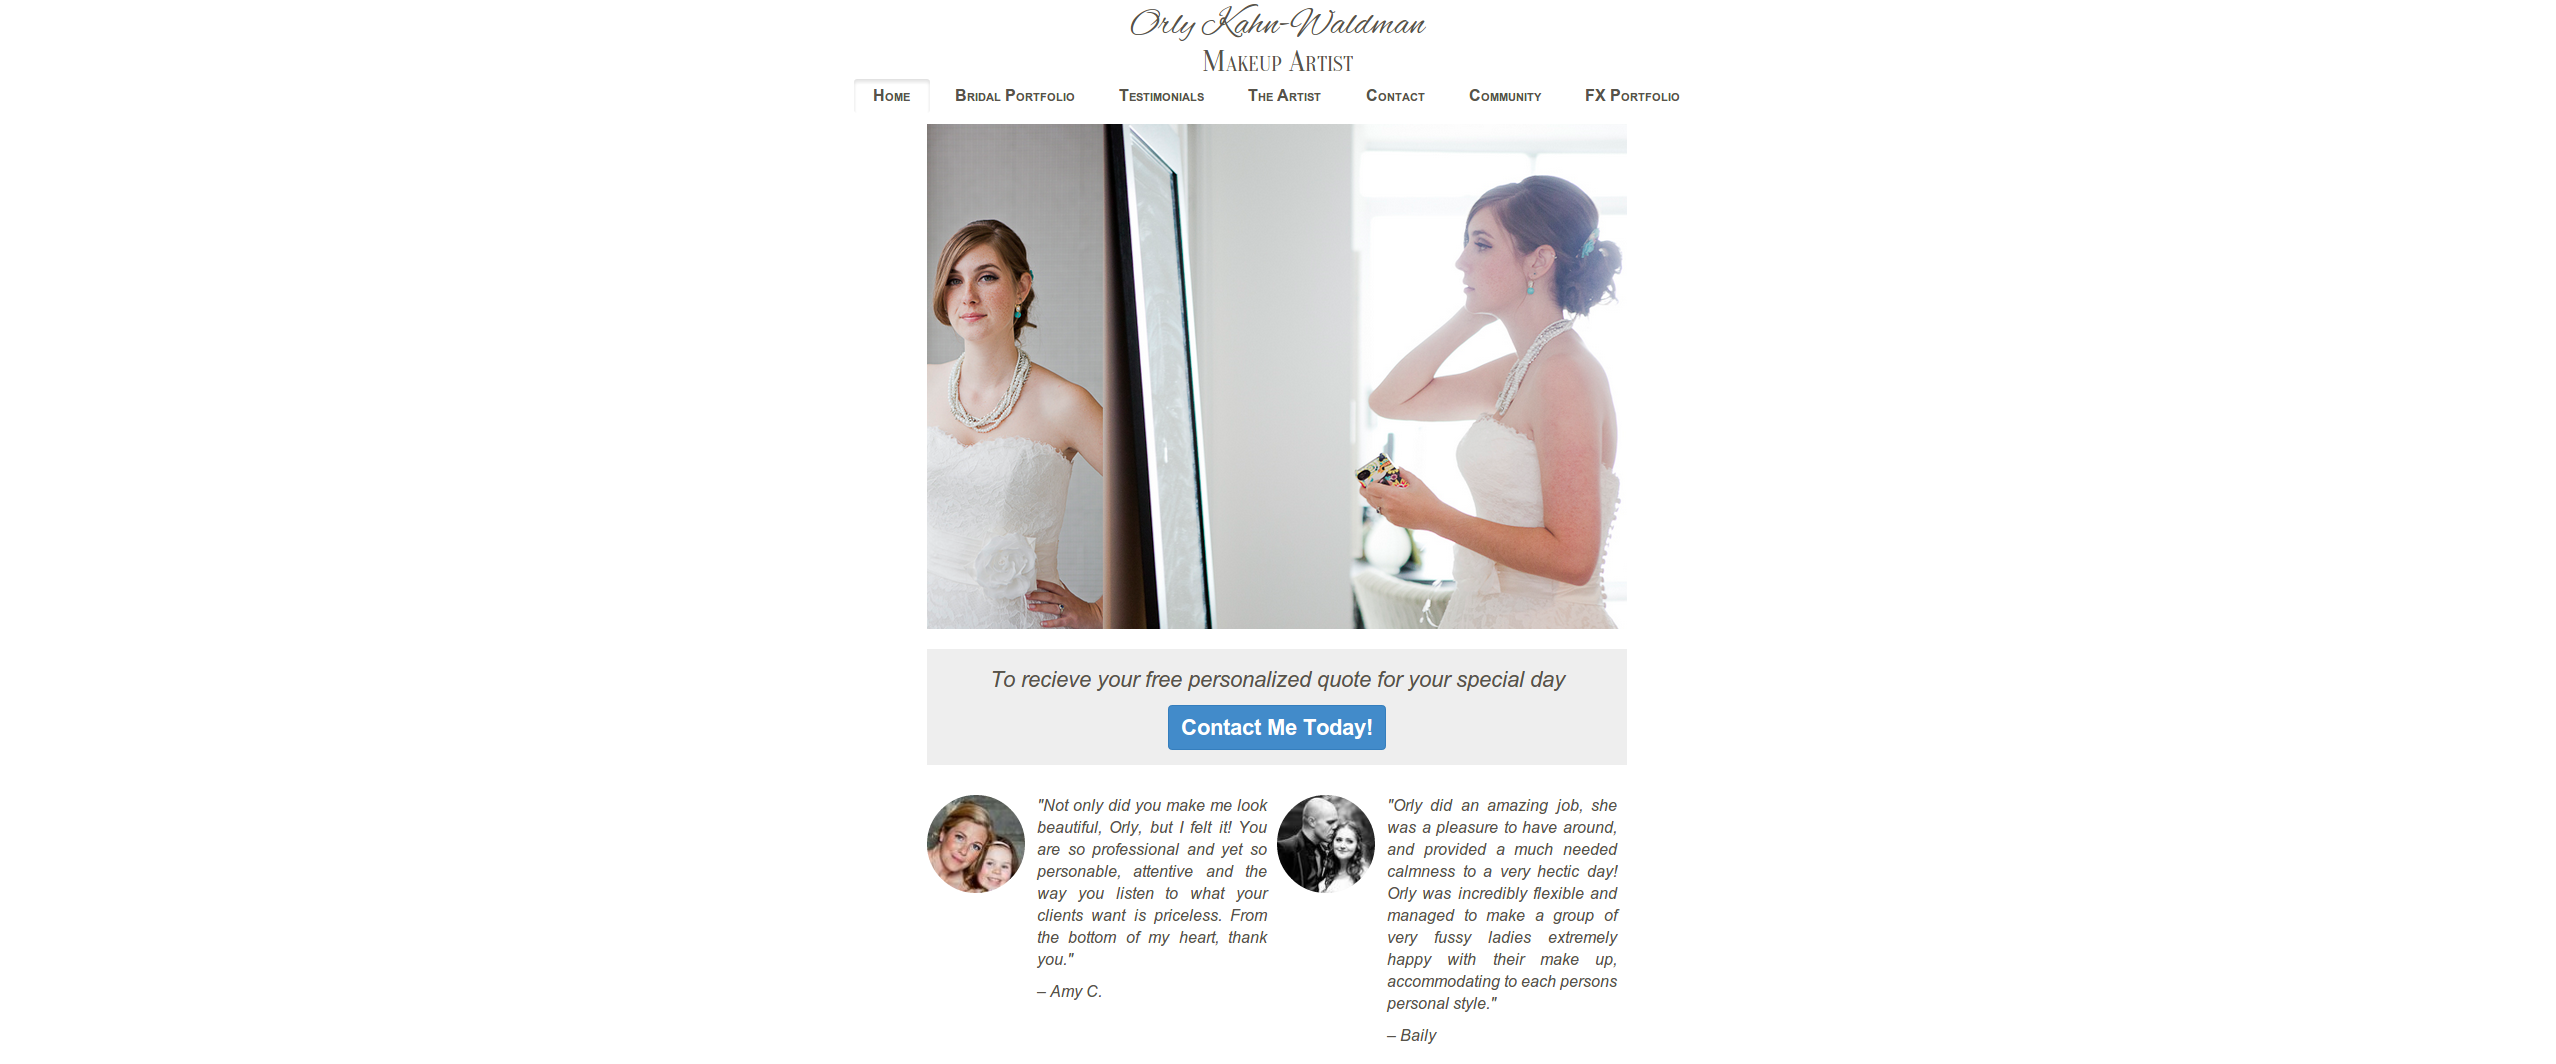 Orly Kahn-Waldman
Makeup Artist
Home Bridal Portfolio Testimonials The Artist Contact Community FX Portfolio
To recieve your free personalized quote for your special day
Contact Me Today!
"Not only did you make me look
beautiful, Orly, but I felt it! You
are so professional and yet so
personable, attentive and the
way you listen to what your
clients want is priceless. From
the bottom of my heart, thank
you."
– Amy C.
"Orly did an amazing job, she
was a pleasure to have around,
and provided a much needed
calmness to a very hectic day!
Orly was incredibly flexible and
managed to make a group of
very fussy ladies extremely
happy with their make up,
accommodating to each persons
personal style."
– Baily